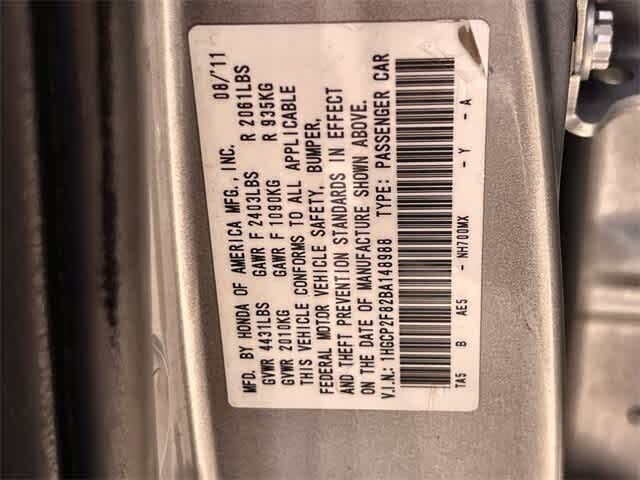 MFD. BY HONDA OF AMERICA MFG., INC. 08/'11
GVWR 4431LBS GAWR F 2403LBS R 2061LBS
GVWR 2010KG GAWR F 1090KG R 935KG
THIS VEHICLE CONFORMS TO ALL APPLICABLE
FEDERAL MOTOR VEHICLE SAFETY, BUMPER,
AND THEFT PREVENTION STANDARDS IN EFFECT
ON THE DATE OF MANUFACTURE SHOWN ABOVE.
V.I.N.: 1HGCP2F82BA148988 TYPE: PASSENGER CAR
TA5 B AE5 - NH700MX - Y - A